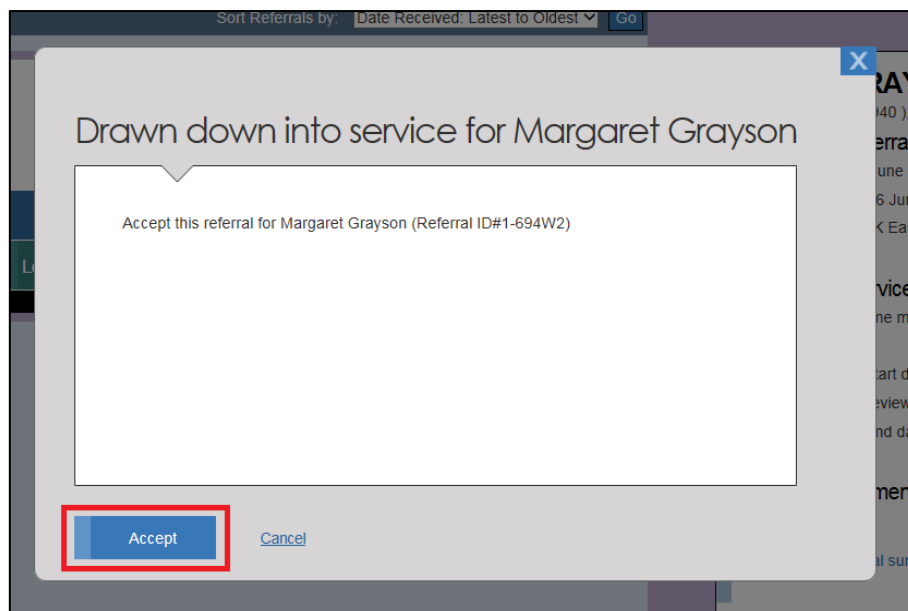 Sort Referrals by: Date Received: Latest to Oldest Go
X
Drawn down into service for Margaret Grayson
Accept this referral for Margaret Grayson (Referral ID#1-694W2)
Accept Cancel